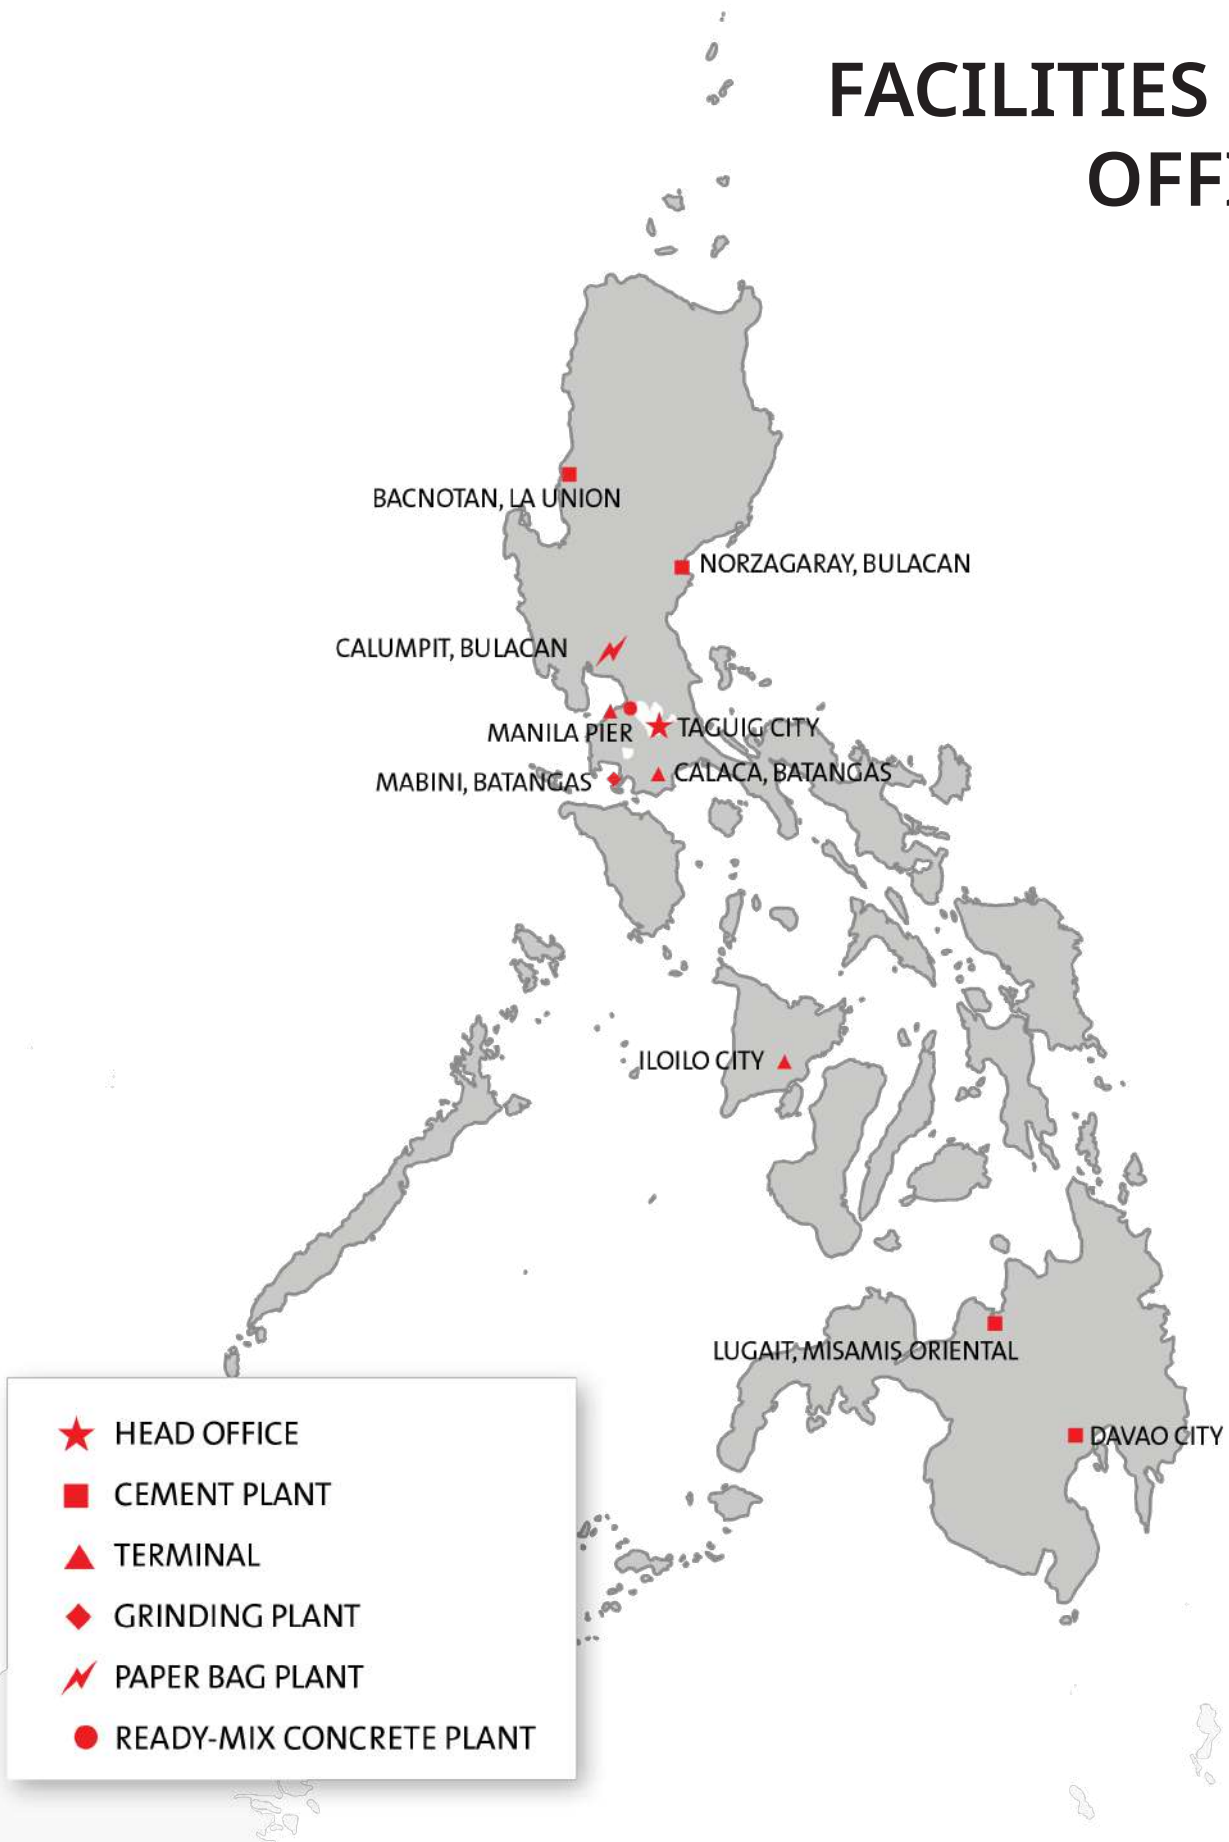 FACILITIES
OFFI
BACNOTAN, LA UNION
NORZAGARAY, BULACAN
CALUMPIT, BULACAN
MANILA PIER
TAGUIG CITY
MABINI, BATANGAS
CALACA, BATANGAS
ILOILO CITY
LUGAIT, MISAMIS ORIENTAL
DAVAO CITY
HEAD OFFICE
CEMENT PLANT
TERMINAL
GRINDING PLANT
PAPER BAG PLANT
READY-MIX CONCRETE PLANT